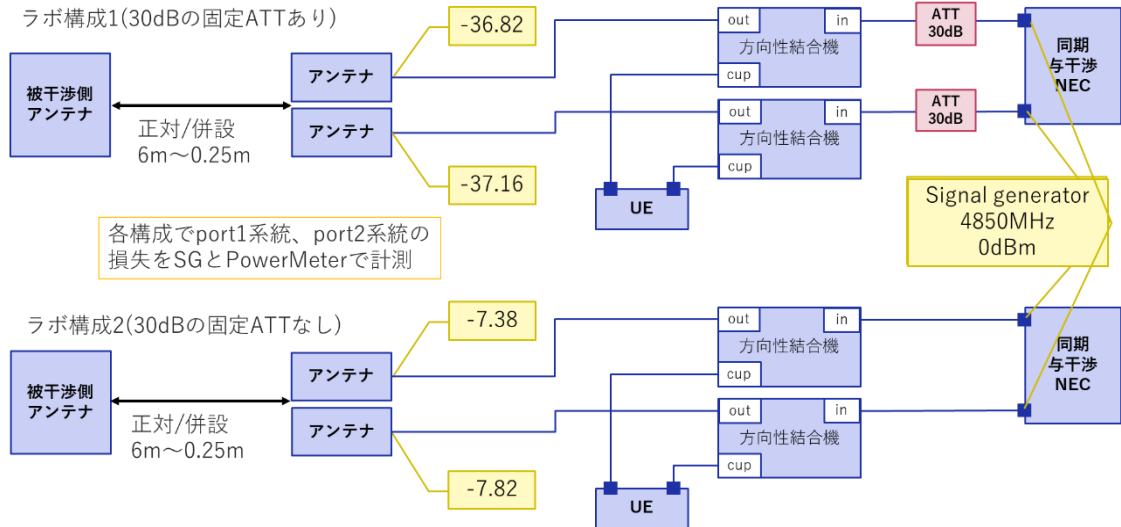 ラボ構成1(30dBの固定ATTあり)
-36.82
out
in
方向性結合機
cup
ATT
30dB
同期
与干渉
NEC
被干渉側
アンテナ
正対/併設
6m～0.25m
アンテナ
アンテナ
-37.16
out
in
方向性結合機
cup
ATT
30dB
UE
各構成でport1系統、port2系統の
損失をSGとPowerMeterで計測
Signal generator
4850MHz
0dBm
ラボ構成2(30dBの固定ATTなし)
-7.38
out
in
方向性結合機
cup
同期
与干渉
NEC
被干渉側
アンテナ
正対/併設
6m～0.25m
アンテナ
アンテナ
-7.82
out
in
方向性結合機
cup
UE